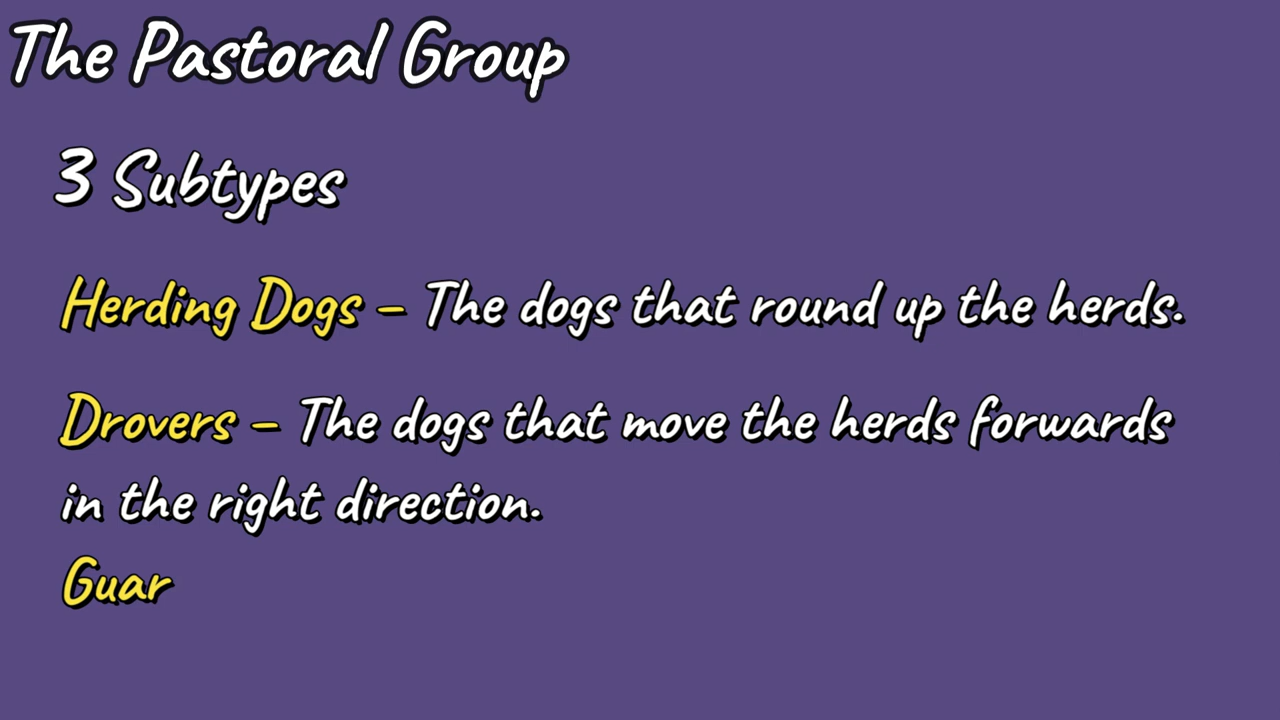 The Pastoral Group
3 Subtypes
Herding Dogs – The dogs that round up the herds.
Drovers – The dogs that move the herds forwards
in the right direction.
Guar